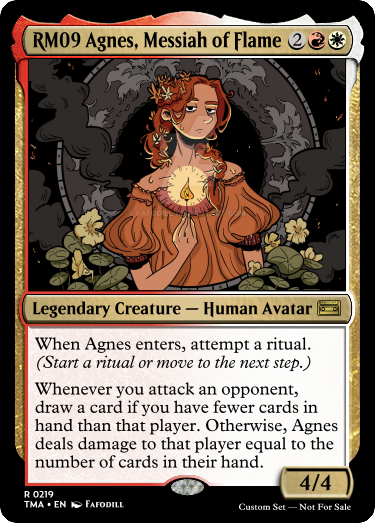 RM09 Agnes, Messiah of Flame 2
Legendary Creature — Human Avatar
When Agnes enters, attempt a ritual.
(Start a ritual or move to the next step.)
Whenever you attack an opponent,
draw a card if you have fewer cards in
hand than that player. Otherwise, Agnes
deals damage to that player equal to the
number of cards in their hand.
4/4
R 0219
TMA • EN Fafodill
Custom Set — Not For Sale